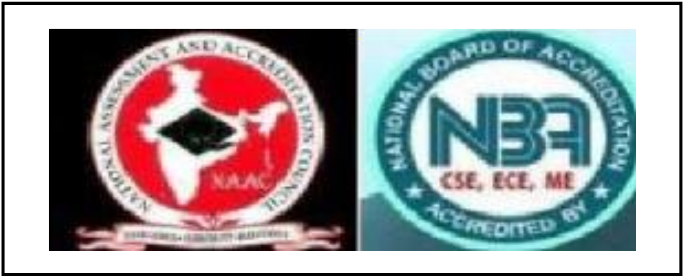 NATIONAL ASSESSMENT AND ACCREDITATION COUNCIL
NAAC
NATIONAL BOARD OF ACCREDITATION
NBA
CSE, ECE, ME
ACCREDITED BY